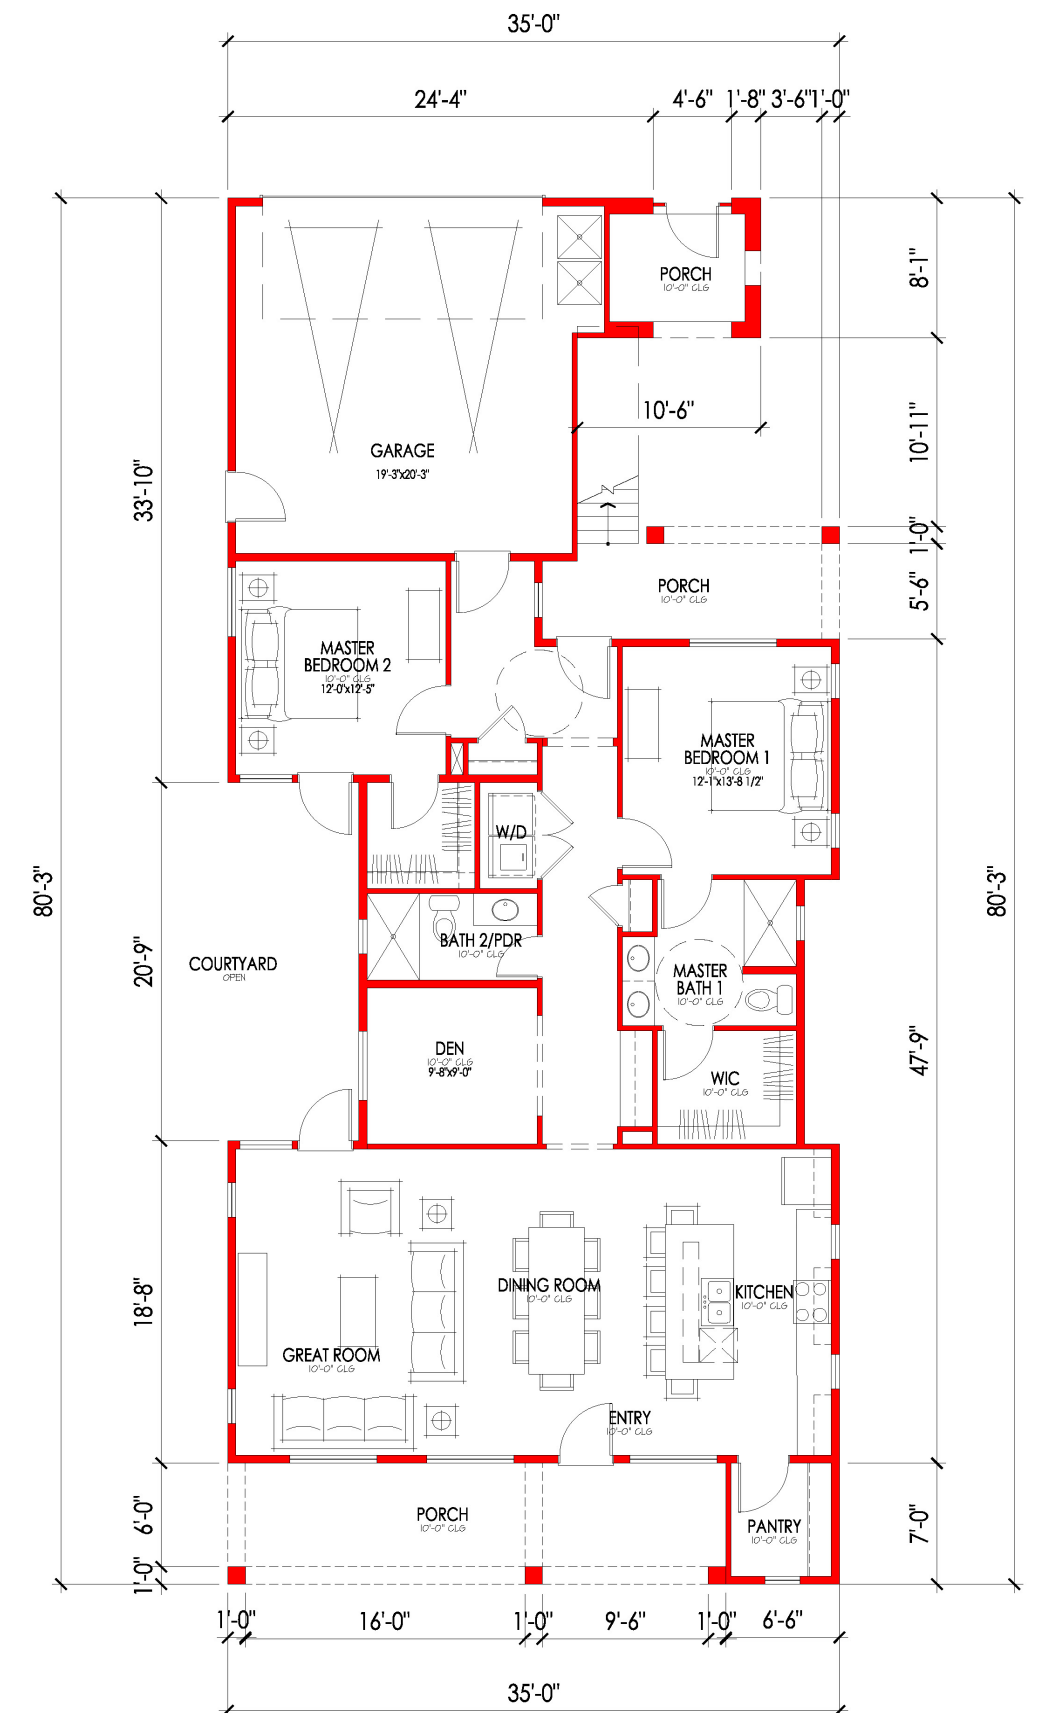 35'-0"
24'-4"
4'-6"
1'-8"
3'-6"
1'-0"
8'-1"
PORCH
10'-0" CLG
10'-6"
10'-11"
GARAGE
19'-3"x20'-3"
33'-10"
1'-0"
5'-6"
PORCH
10'-0" CLG
MASTER
BEDROOM 2
10'-0" CLG
12'-0"x12'-5"
MASTER
BEDROOM 1
10'-0" CLG
12'-1"x13'-8 1/2"
W/D
80'-3"
80'-3"
20'-9"
COURTYARD
OPEN
BATH 2/PDR
10'-0" CLG
MASTER
BATH 1
10'-0" CLG
DEN
10'-0" CLG
9'-8"x9'-0"
WIC
10'-0" CLG
47'-9"
18'-8"
DINING ROOM
10'-0" CLG
KITCHEN
10'-0" CLG
GREAT ROOM
10'-0" CLG
ENTRY
10'-0" CLG
6'-0"
PORCH
10'-0" CLG
PANTRY
10'-0" CLG
7'-0"
1'-0"
1'-0"
16'-0"
1'-0"
9'-6"
1'-0"
6'-6"
35'-0"